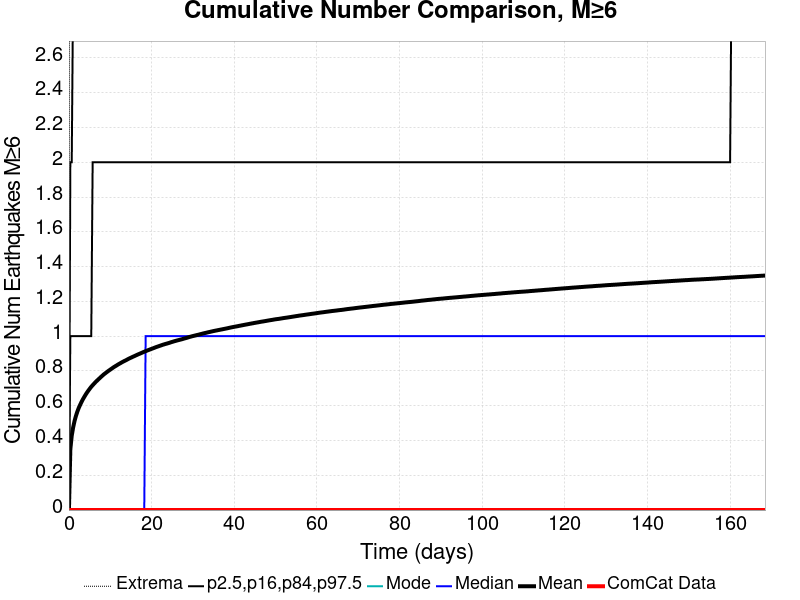 Cumulative Number Comparison, M≥6
Cumulative Num Earthquakes M≥6
2.6
2.4
2.2
2
1.8
1.6
1.4
1.2
1
0.8
0.6
0.4
0.2
0
0 20 40 60 80 100 120 140 160
Time (days)
Extrema p2.5,p16,p84,p97.5 Mode Median Mean ComCat Data